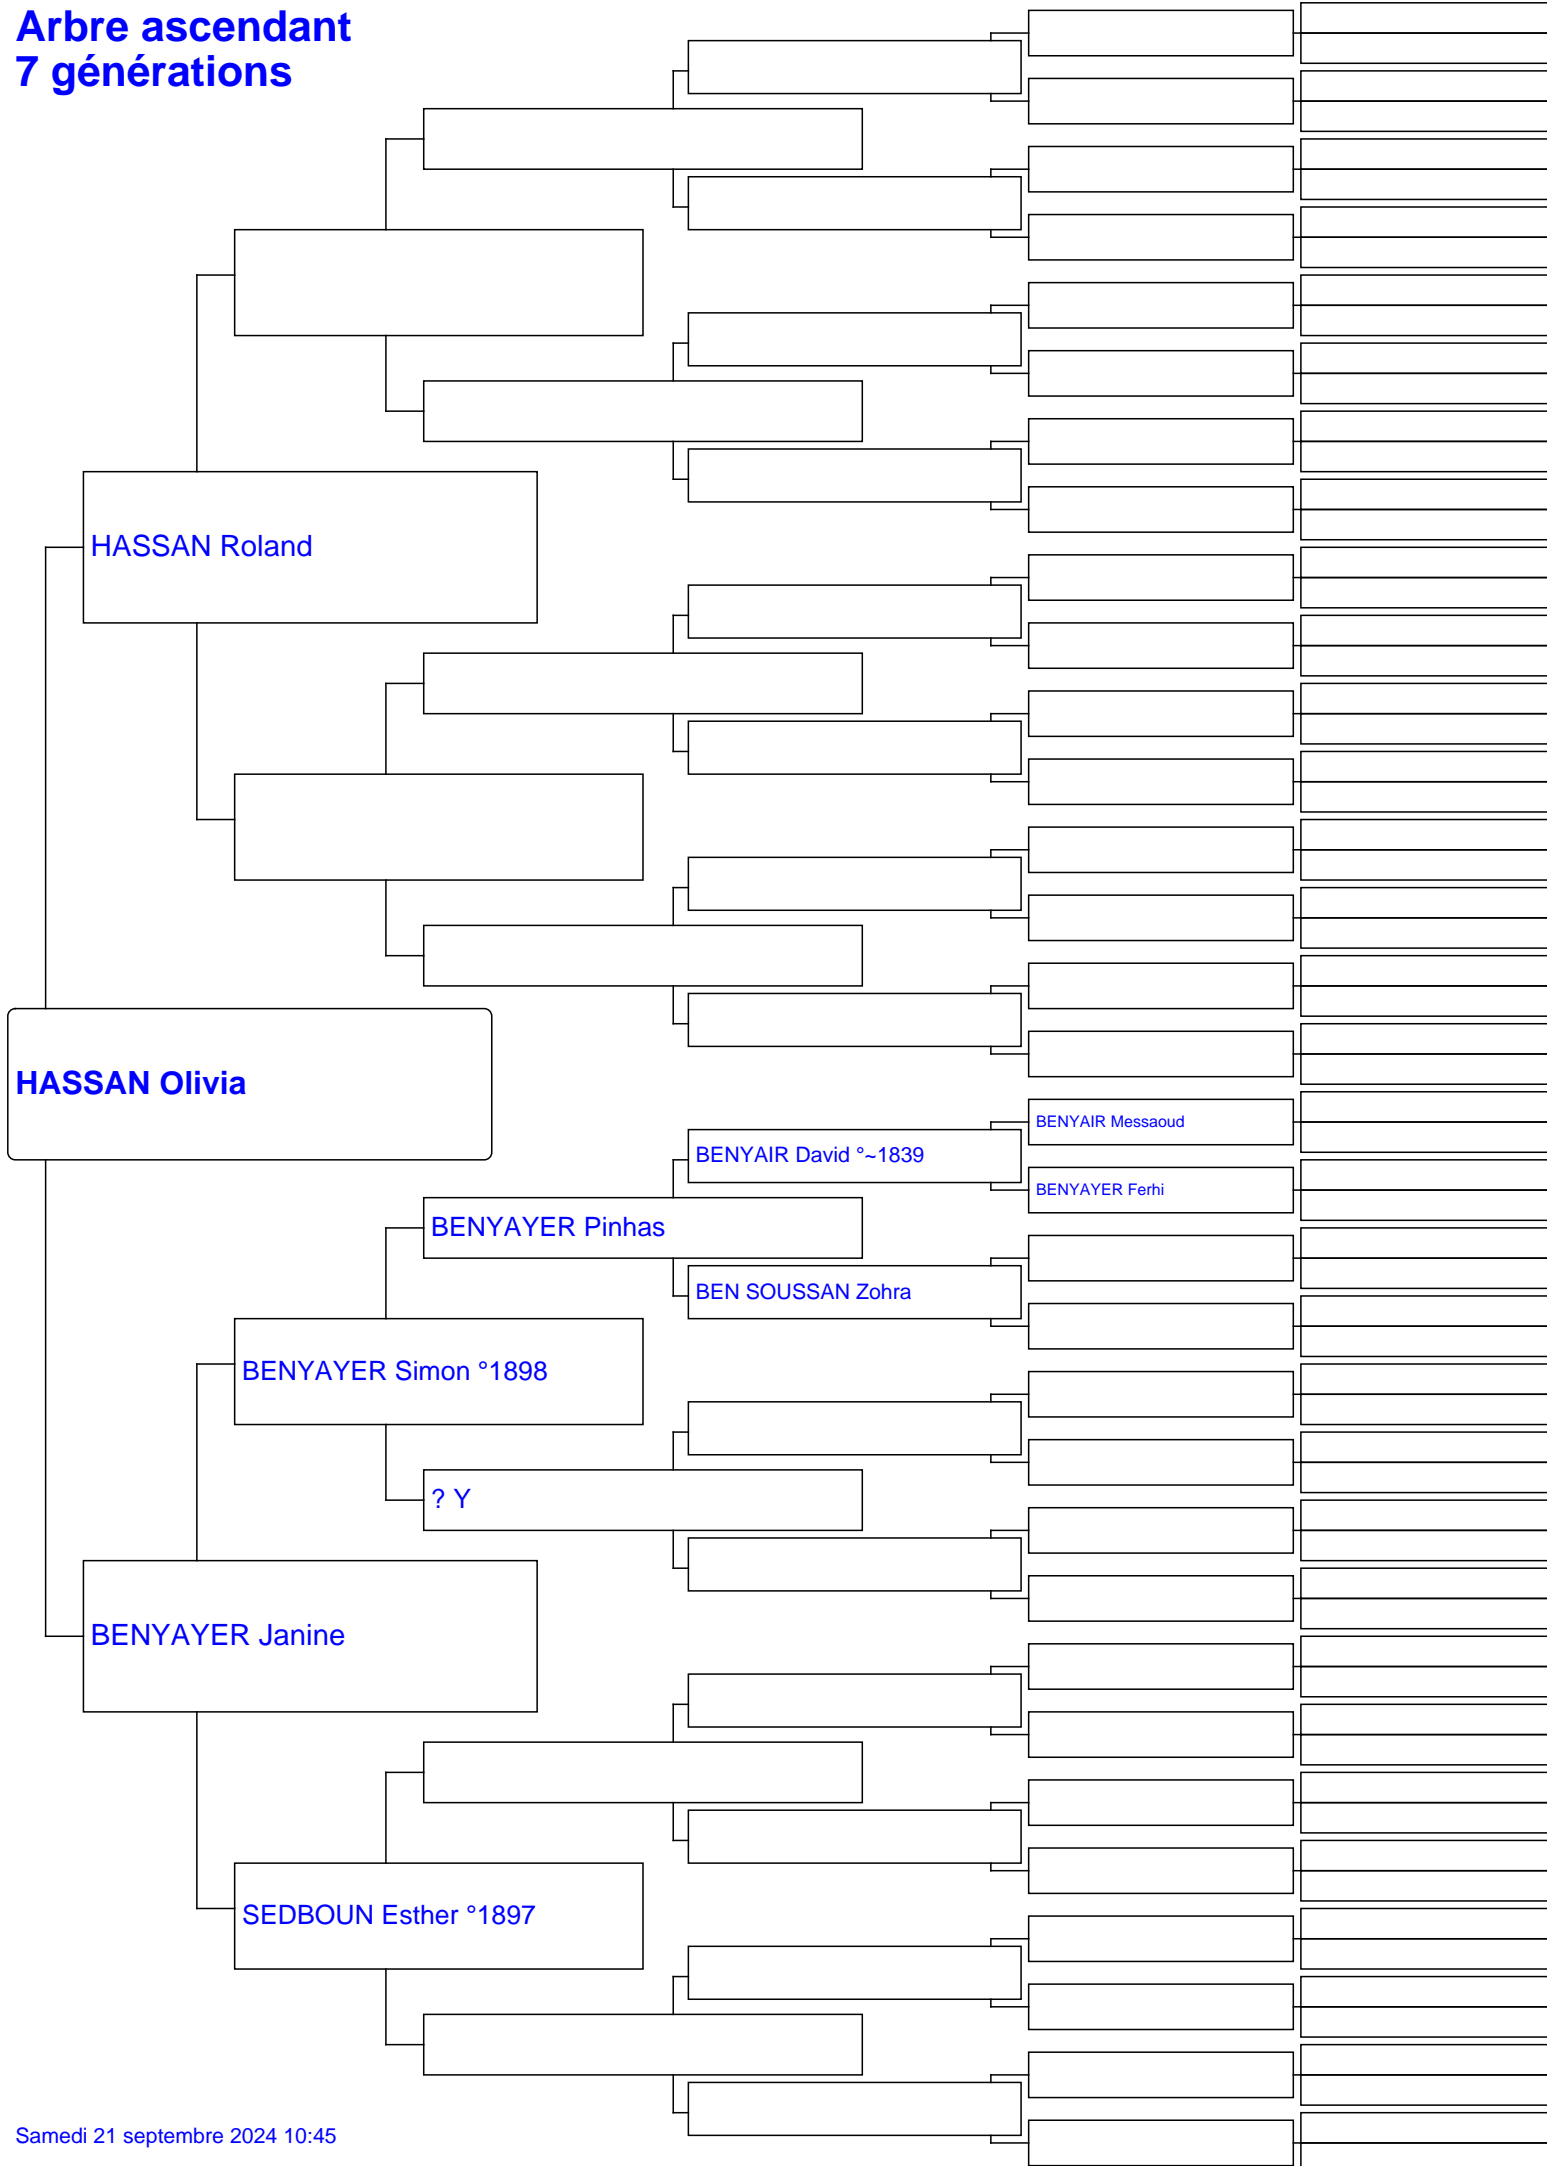 Arbre ascendant
7 générations
HASSAN Roland
HASSAN Olivia
BENYAIR Messaoud
BENYAIR David °~1839
BENYAYER Ferhi
BENYAYER Pinhas
BEN SOUSSAN Zohra
BENYAYER Simon °1898
? Y
BENYAYER Janine
SEDBOUN Esther °1897
Samedi 21 septembre 2024 10:45